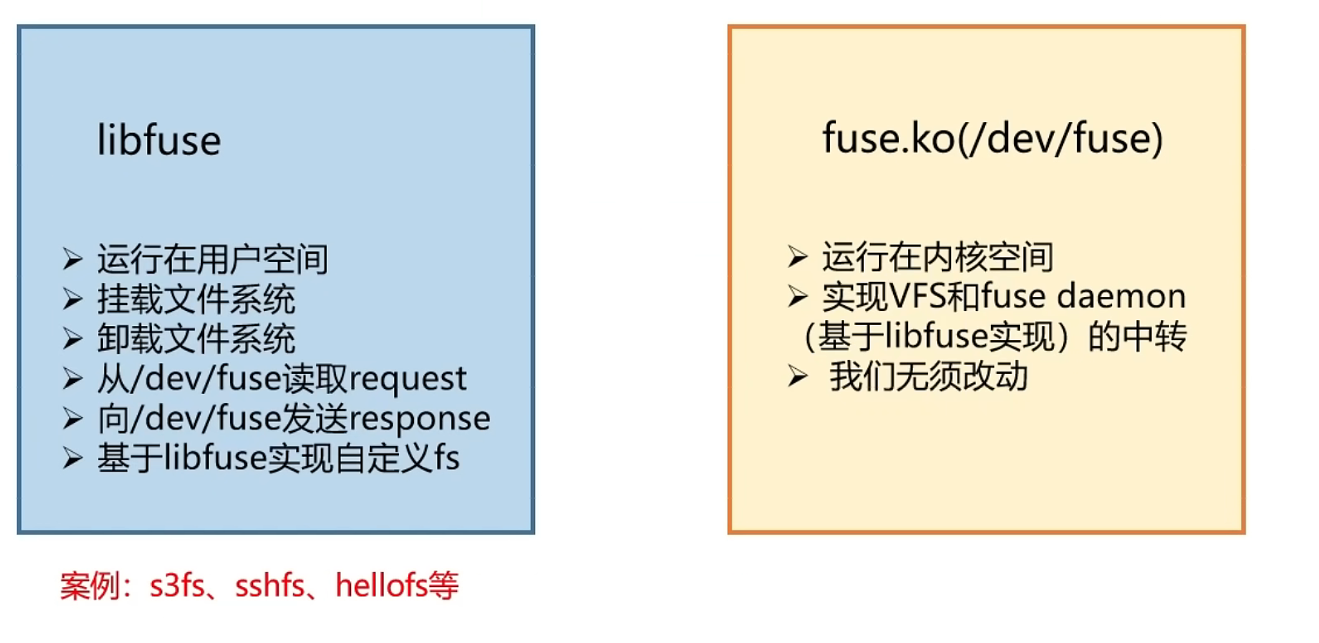 libfuse
➢ 运行在用户空间
➢ 挂载文件系统
➢ 卸载文件系统
➢ 从/dev/fuse读取request
➢ 向/dev/fuse发送response
➢ 基于libfuse实现自定义fs
案例：s3fs、sshfs、hellofs等
fuse.ko(/dev/fuse)
➢ 运行在内核空间
➢ 实现VFS和fuse daemon
（基于libfuse实现）的中转
➢ 我们无须改动